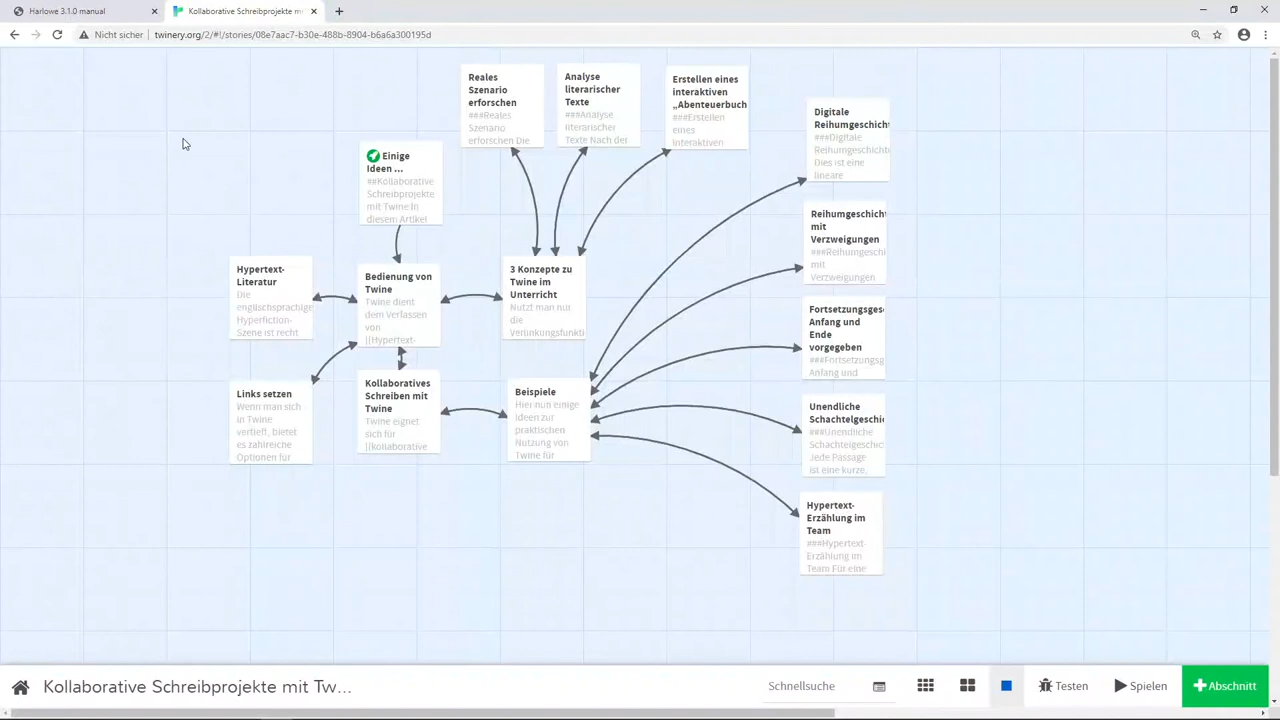 Harlowe 3.1.0 manual
Kollaborative Schreibprojekte m
Nicht sicher
twinery.org/2/#!/stories/08e7aac7-b30e-488b-8904-b6a6a300195d
Reales
Szenario
erforschen
###Reales
Szenario
erforschen Die
Analyse
literarischer
Texte
###Analyse
literarischer
Texte Nach der
Erstellen eines
interaktiven
„Abenteuerbuch
###Erstellen
eines
interaktiven
Digitale
Reihumgeschicht
###Digitale
Reihumgeschicht
Dies ist eine
lineare
Einige
Ideen ...
##Kollaborative
Schreibprojekte
mit Twine In
diesem Artikel
Reihumgeschicht
mit
Verzweigungen
###Reihumgeschi
mit
Verzweigungen
Hypertext-
Literatur
Die
englischsprachige
Hyperfiction-
Szene ist recht
Bedienung von
Twine
Twine dient
dem Verfassen
von
[[Hypertext-
3 Konzepte zu
Twine im
Unterricht
Nutzt man nur
die
Verlinkungsfunkti
Fortsetzungsges
Anfang und
Ende
vorgegeben
###Fortsetzungsg
Anfang und
Links setzen
Wenn man sich
in Twine
vertieft, bietet
es zahlreiche
Optionen für
Kollaboratives
Schreiben mit
Twine
Twine eignet
sich für
[[kollaborative
Beispiele
Hier nun einige
Ideen zur
praktischen
Nutzung von
Twine für
Unendliche
Schachtelgeschic
###Unendliche
Schachtelgeschic
Jede Passage
ist eine kurze,
Hypertext-
Erzählung im
Team
###Hypertext-
Erzählung im
Team Für eine
Kollaborative Schreibprojekte mit Tw...
Schnellsuche
Testen
Spielen
Abschnitt